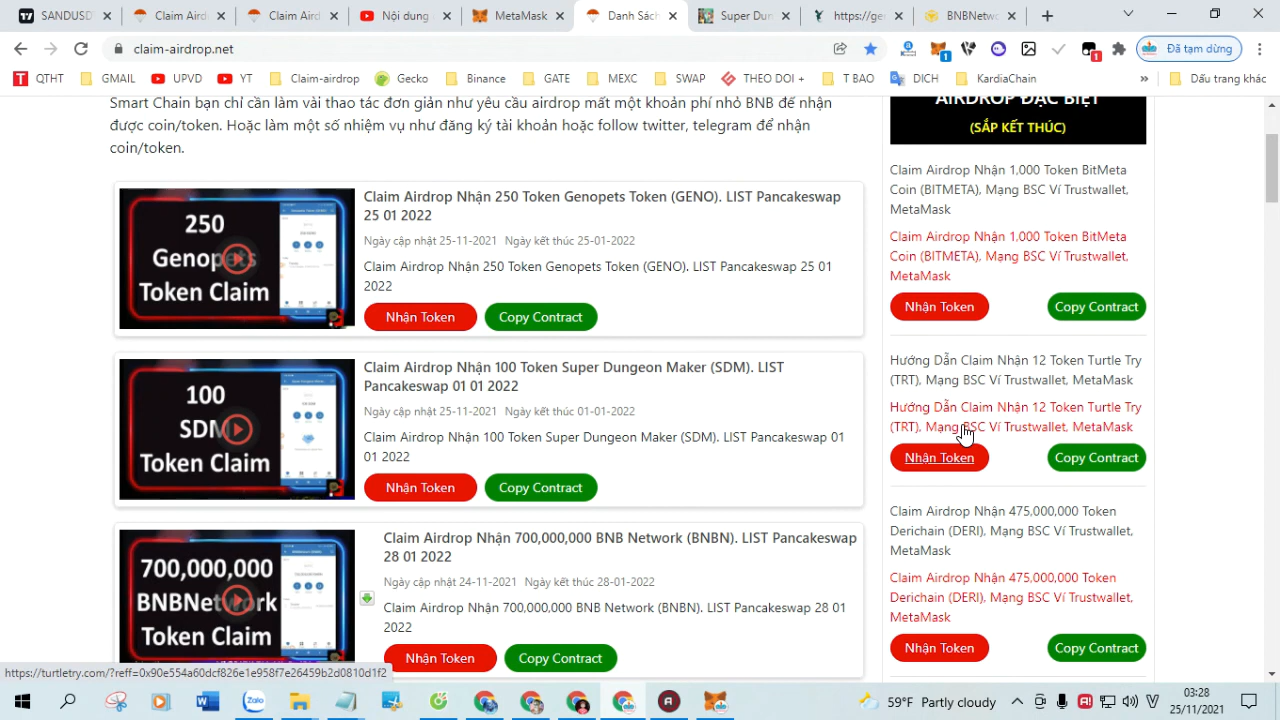 SANDUSD
Claim Air
Claim Aird
Nội dung
MetaMask
Danh Sách
Super Dun
https://ge
BNBNetwo
claim-airdrop.net
1
1
Đã tạm dừng
QTHT
GMAIL
UPVD
YT
Claim-airdrop
Gecko
Binance
GATE
MEXC
SWAP
THEO DOI +
T BAO
DICH
KardiaChain
»
Dấu trang khác
Smart Chain bạn chỉ cần làm vài thao tác đơn giản như yêu cầu airdrop mất một khoản phí nhỏ BNB để nhận
được coin/token. Hoặc làm một số nhiệm vụ như đăng ký tài khoản hoặc follow twitter, telegram để nhận
coin/token.
250
Genopets
Token Claim
Claim Airdrop Nhận 250 Token Genopets Token (GENO). LIST Pancakeswap
25 01 2022
Ngày cập nhật 25-11-2021 Ngày kết thúc 25-01-2022
Claim Airdrop Nhận 250 Token Genopets Token (GENO). LIST Pancakeswap 25 01
2022
Nhận Token Copy Contract
100
SDM
Token Claim
Claim Airdrop Nhận 100 Token Super Dungeon Maker (SDM). LIST
Pancakeswap 01 01 2022
Ngày cập nhật 25-11-2021 Ngày kết thúc 01-01-2022
Claim Airdrop Nhận 100 Token Super Dungeon Maker (SDM). LIST Pancakeswap 01
01 2022
Nhận Token Copy Contract
700,000.000
BNBNetwork
Token Claim
Claim Airdrop Nhận 700,000,000 BNB Network (BNBN). LIST Pancakeswap
28 01 2022
Ngày cập nhật 24-11-2021 Ngày kết thúc 28-01-2022
Claim Airdrop Nhận 700,000,000 BNB Network (BNBN). LIST Pancakeswap 28 01
2022
Nhận Token Copy Contract
AIRDROP ĐẶC BIỆT
(SẮP KẾT THÚC)
Claim Airdrop Nhận 1,000 Token BitMeta
Coin (BITMETA), Mạng BSC Ví Trustwallet,
MetaMask
Claim Airdrop Nhận 1,000 Token BitMeta
Coin (BITMETA), Mạng BSC Ví Trustwallet,
MetaMask
Nhận Token Copy Contract
Hướng Dẫn Claim Nhận 12 Token Turtle Try
(TRT), Mạng BSC Ví Trustwallet, MetaMask
Hướng Dẫn Claim Nhận 12 Token Turtle Try
(TRT), Mạng BSC Ví Trustwallet, MetaMask
Nhận Token Copy Contract
Claim Airdrop Nhận 475,000,000 Token
Derichain (DERI), Mạng BSC Ví Trustwallet,
MetaMask
Claim Airdrop Nhận 475,000,000 Token
Derichain (DERI), Mạng BSC Ví Trustwallet,
MetaMask
Nhận Token Copy Contract
https://turtletry.com/?reff=0x90e554a60dcf826e1e958f7e26459b2d0810d1f2
Zalo
59°F Partly cloudy
03:28
25/11/2021